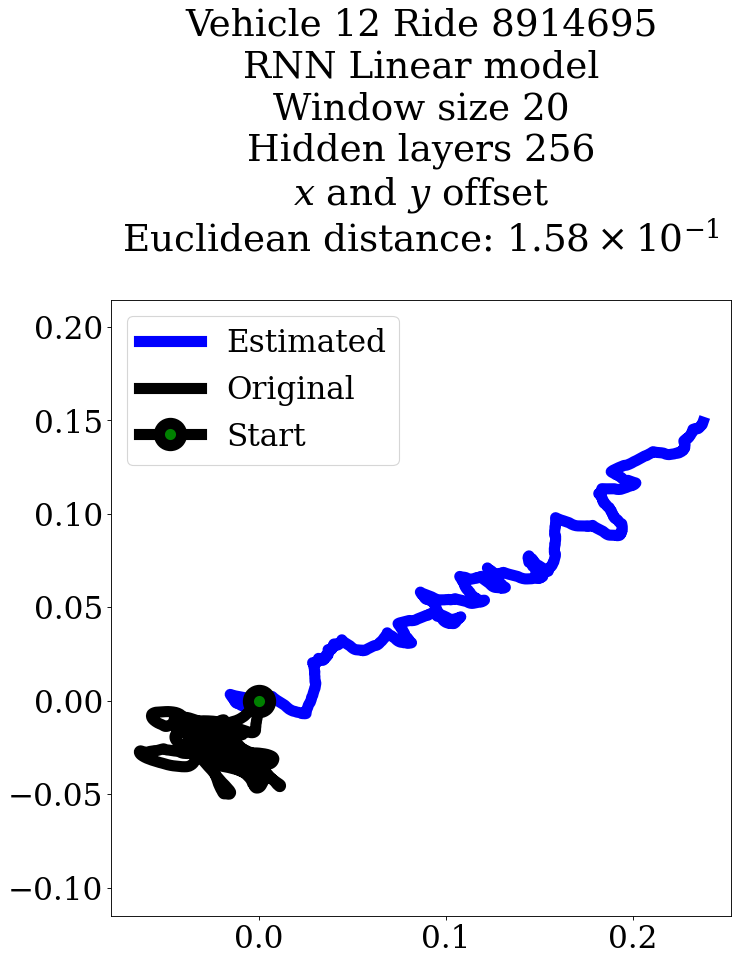 Vehicle 12 Ride 8914695
RNN Linear model
Window size 20
Hidden layers 256
x and y offset
Euclidean distance: 1.58 × 10⁻¹
Estimated
Original
Start
0.20
0.15
0.10
0.05
0.00
−0.05
−0.10
0.0 0.1 0.2